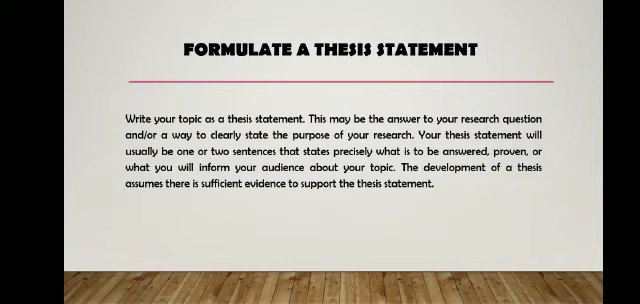 FORMULATE A THESIS STATEMENT
Write your topic as a thesis statement. This may be the answer to your research question
and/or a way to clearly state the purpose of your research. Your thesis statement will
usually be one or two sentences that states precisely what is to be answered, proven, or
what you will inform your audience about your topic. The development of a thesis
assumes there is sufficient evidence to support the thesis statement.